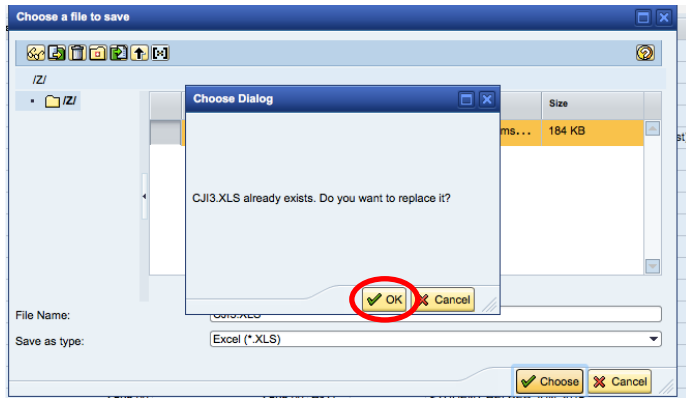 Choose a file to save
/Z/
/Z/
Size
ms... 184 KB
Choose Dialog
CJI3.XLS already exists. Do you want to replace it?
OK Cancel
File Name:
Save as type: Excel (*.XLS)
Choose Cancel